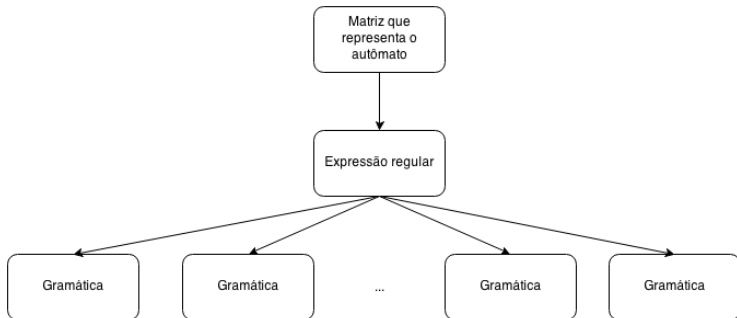 Matriz que
representa o
autômato
Expressão regular
Gramática
Gramática
...
Gramática
Gramática